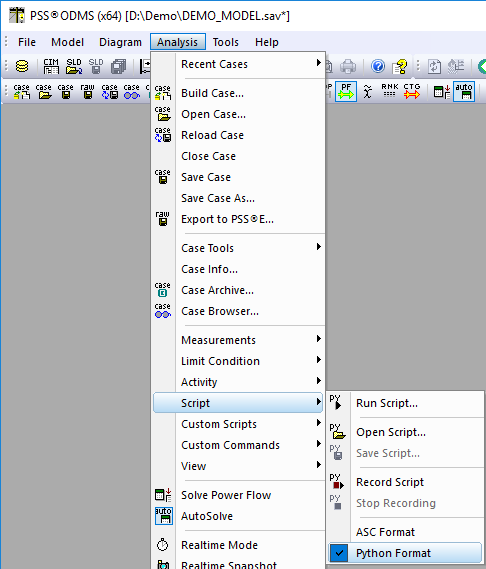 PSS®ODMS (x64) [D:\Demo\DEMO_MODEL.sav*]
File Model Diagram Analysis Tools Help
CIM SLD SLD
case case case raw case case case PF RNK CTG auto
Recent Cases
case Build Case...
case Open Case...
case Reload Case
Close Case
case Save Case
Save Case As...
raw Export to PSS®E...
Case Tools
Case Info...
case Case Archive...
case Case Browser...
Measurements
Limit Condition
Activity
Script
Custom Scripts
Custom Commands
View
Solve Power Flow
auto AutoSolve
Realtime Mode
Realtime Snapshot
PY Run Script...
PY Open Script...
PY Save Script...
PY Record Script
PY Stop Recording
ASC Format
Python Format